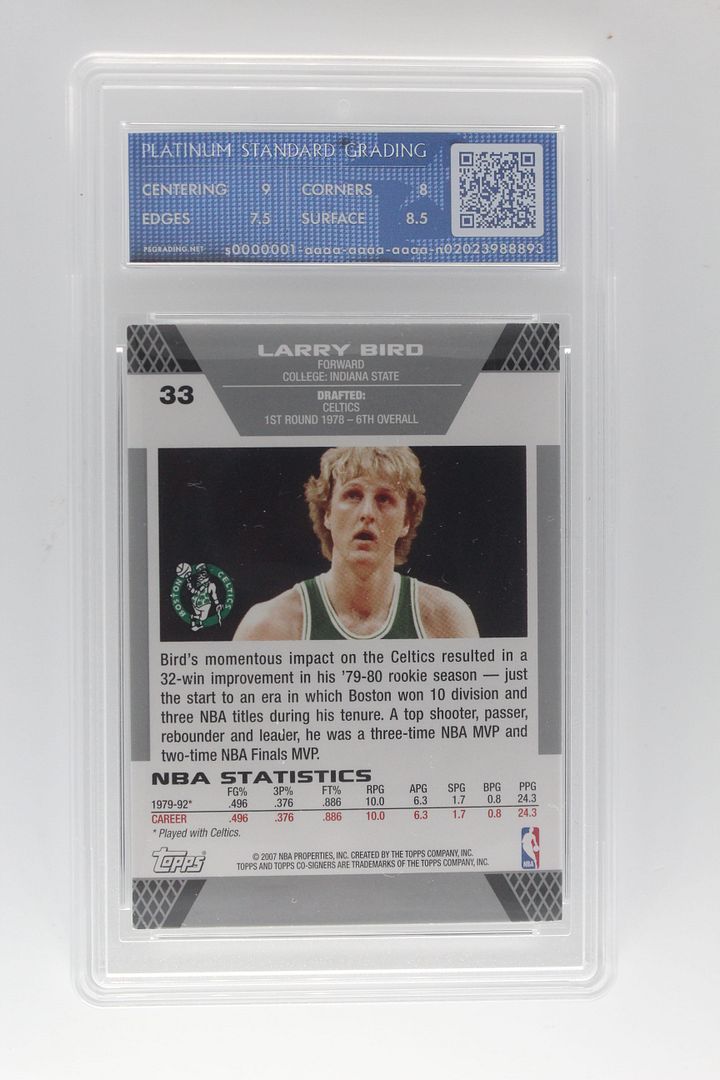 PLATINUM STANDARD GRADING
CENTERING 9 CORNERS 8
EDGES 7.5 SURFACE 8.5
PSGRADING.NET s0000001-aaaa-aaaa-aaaa-n02023988893
LARRY BIRD
FORWARD
COLLEGE: INDIANA STATE
33
DRAFTED:
CELTICS
1ST ROUND 1978 – 6TH OVERALL
BOSTON CELTICS
Bird's momentous impact on the Celtics resulted in a
32-win improvement in his '79-80 rookie season — just
the start to an era in which Boston won 10 division and
three NBA titles during his tenure. A top shooter, passer,
rebounder and leader, he was a three-time NBA MVP and
two-time NBA Finals MVP.
NBA STATISTICS
FG% 3P% FT% RPG APG SPG BPG PPG
1979-92* .496 .376 .886 10.0 6.3 1.7 0.8 24.3
CAREER .496 .376 .886 10.0 6.3 1.7 0.8 24.3
* Played with Celtics.
Topps®
© 2007 NBA PROPERTIES, INC. CREATED BY THE TOPPS COMPANY, INC.
TOPPS AND TOPPS CO-SIGNERS ARE TRADEMARKS OF THE TOPPS COMPANY, INC.
NBA